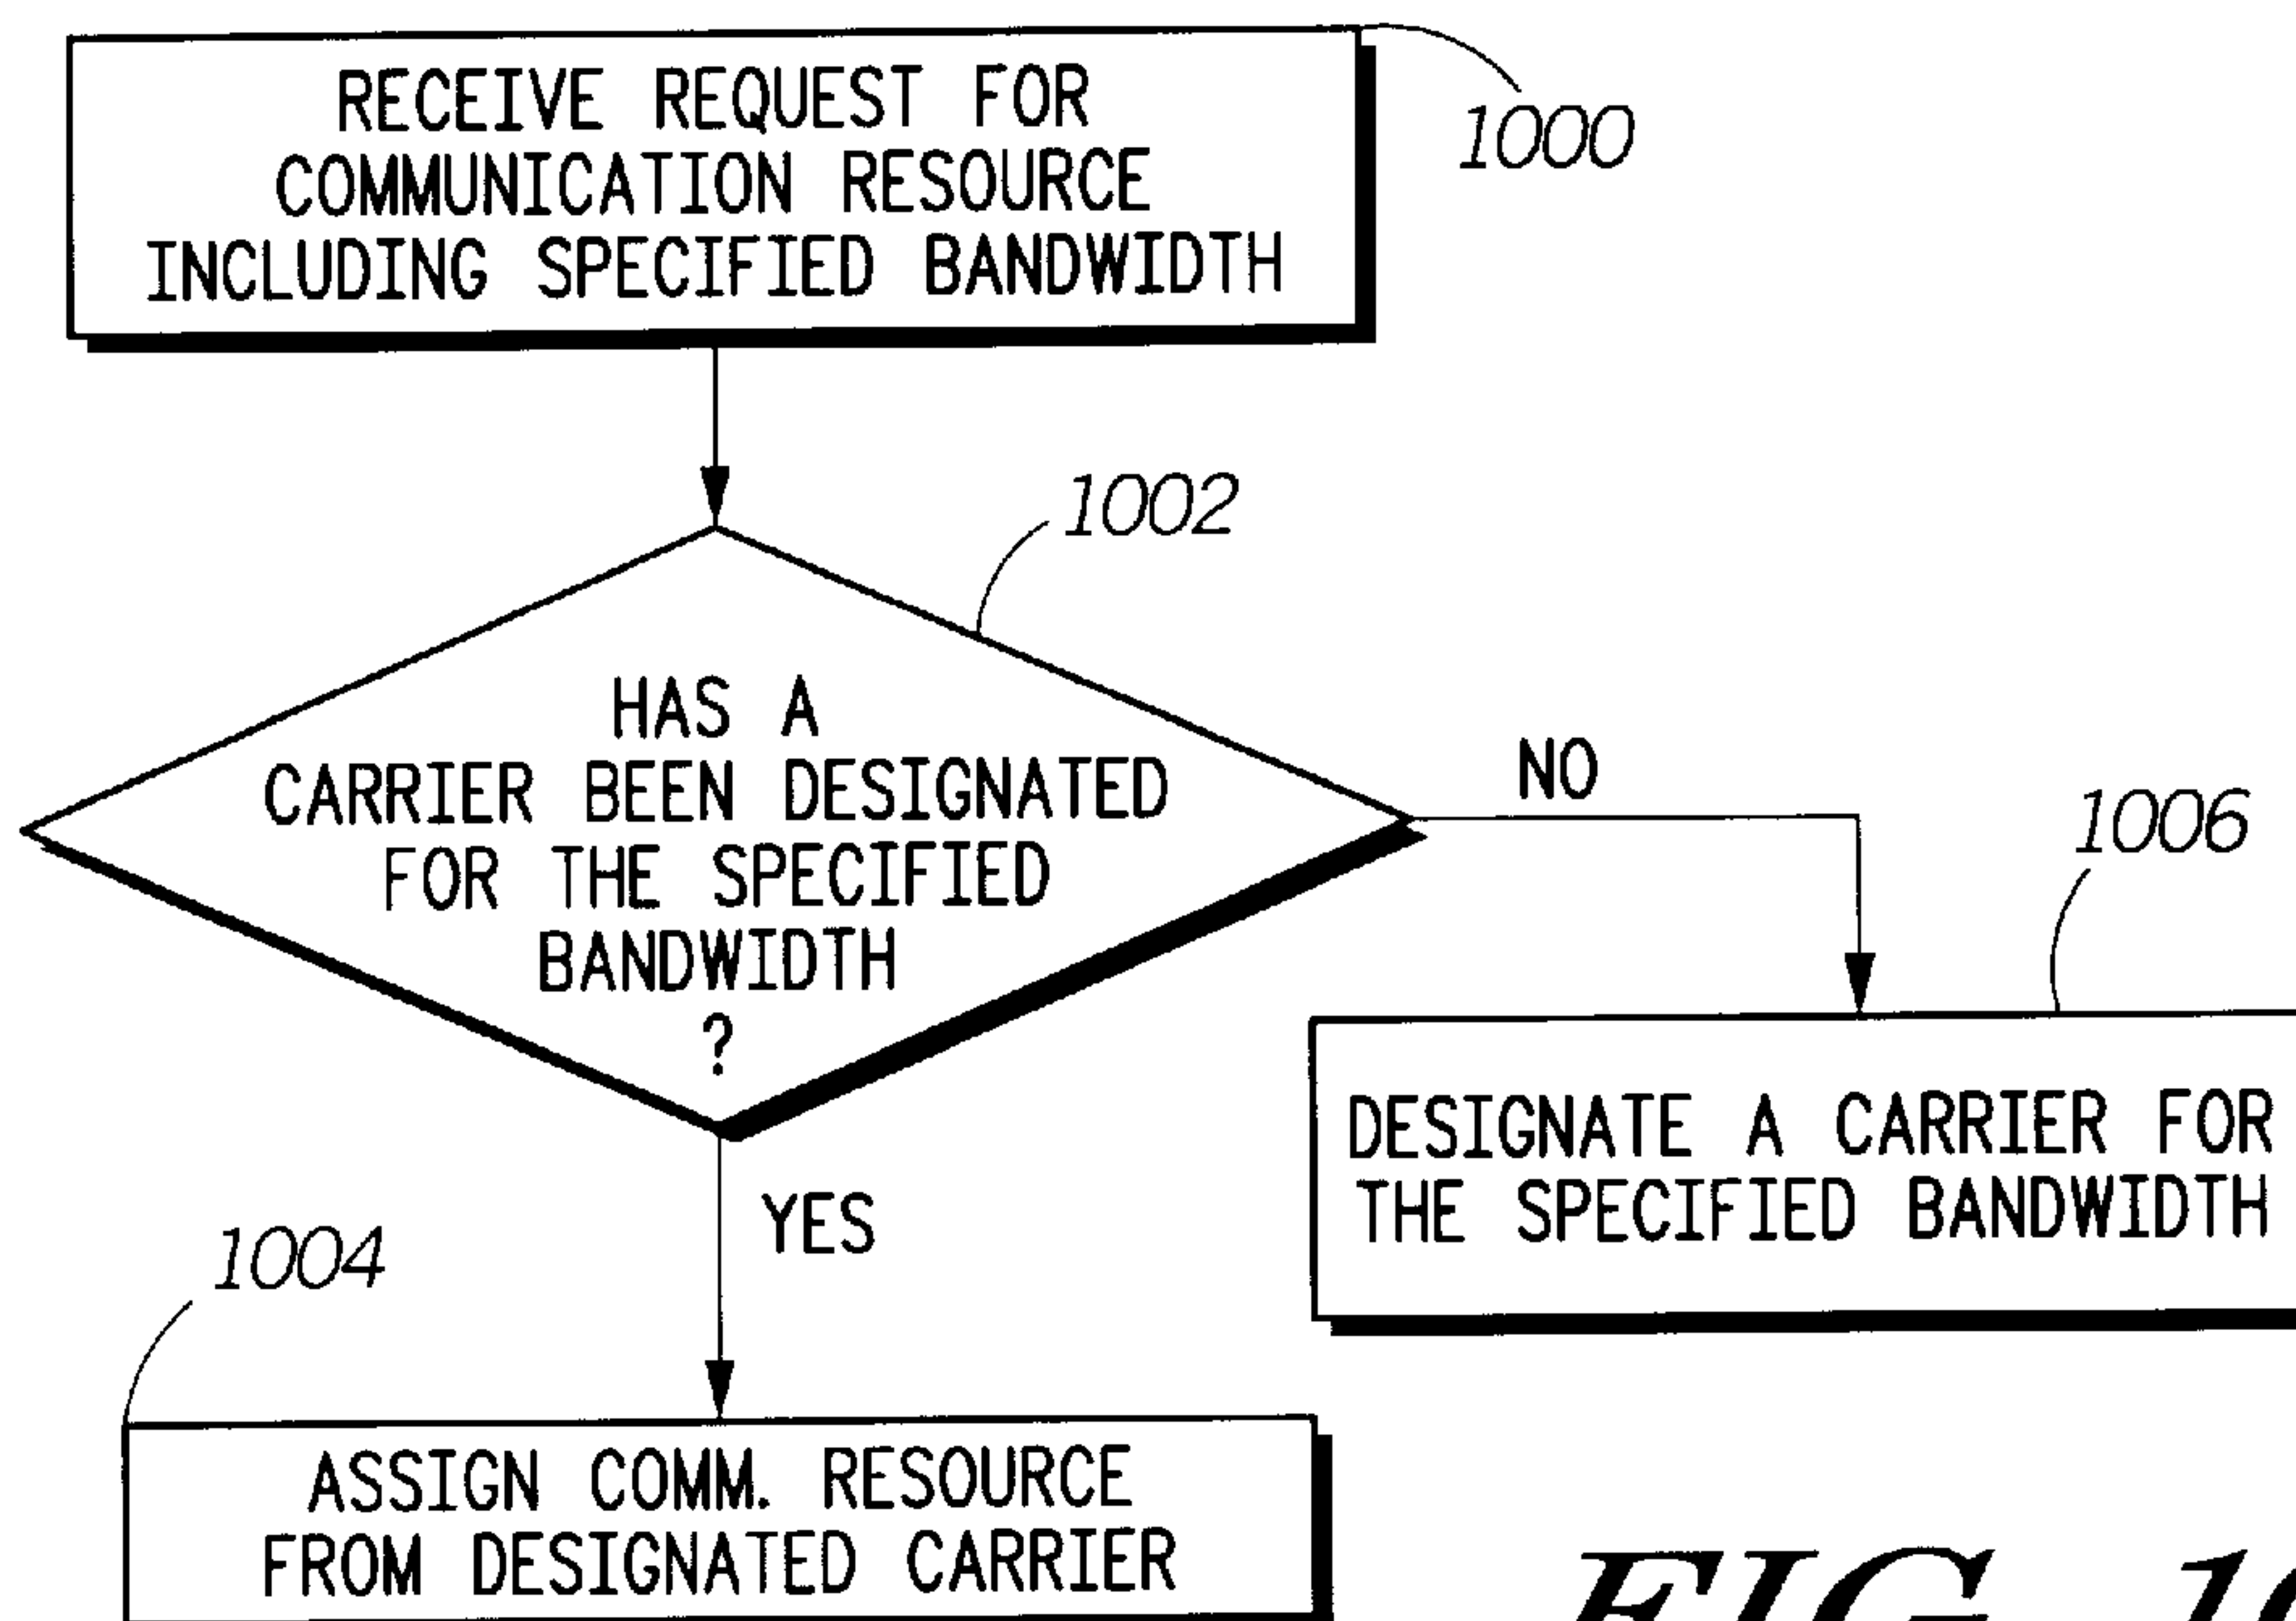 RECEIVE REQUEST FOR
COMMUNICATION RESOURCE
INCLUDING SPECIFIED BANDWIDTH
1000
1002
HAS A
CARRIER BEEN DESIGNATED
FOR THE SPECIFIED
BANDWIDTH
?
NO
1006
DESIGNATE A CARRIER FOR
THE SPECIFIED BANDWIDTH
YES
1004
ASSIGN COMM. RESOURCE
FROM DESIGNATED CARRIER
FIG.